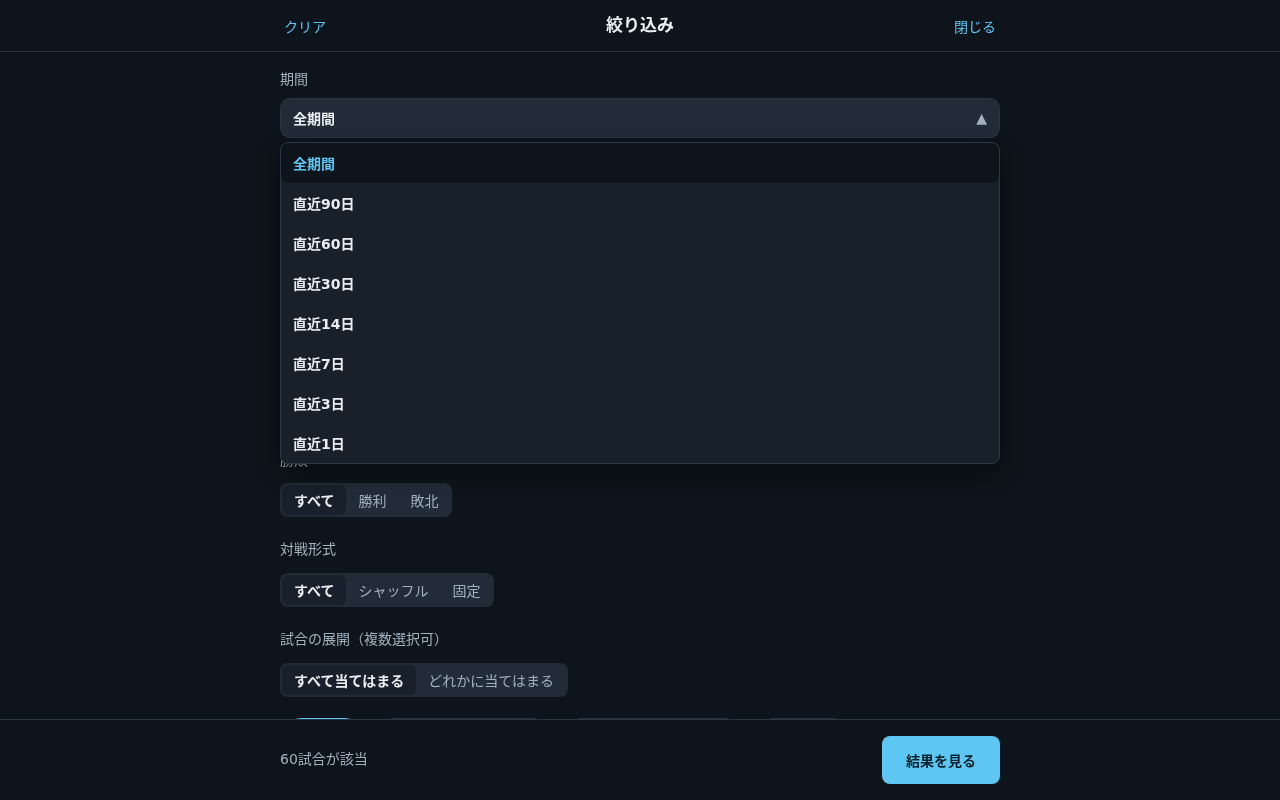 クリア
絞り込み
閉じる
期間
全期間
▲
全期間
直近90日
直近60日
直近30日
直近14日
直近7日
直近3日
直近1日
すべて 勝利 敗北
対戦形式
すべて シャッフル 固定
試合の展開（複数選択可）
すべて当てはまる どれかに当てはまる
60試合が該当
結果を見る